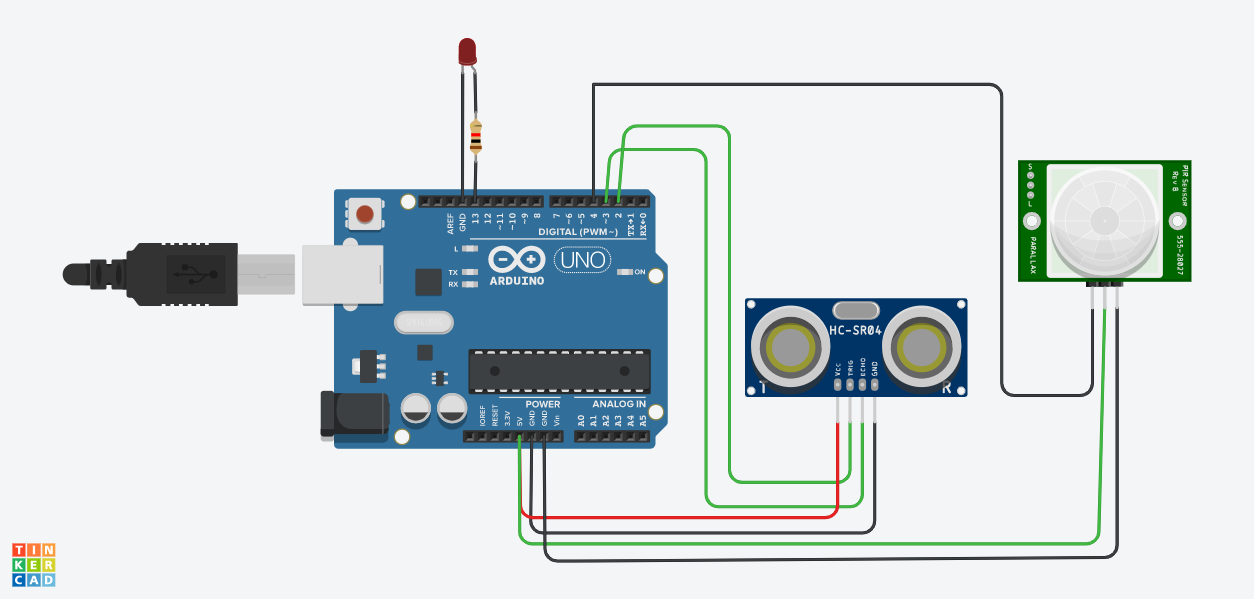 S
L
PIR SENSOR
Rev B
PARALLAX
555-28027
AREF
GND
13
12
~11
~10
~9
8
7
~6
~5
4
~3
2
TX→1
RX←0
DIGITAL (PWM~)
L
TX
RX
ARDUINO
UNO
ON
HC-SR04
VCC
TRIG
ECHO
GND
T
R
POWER
ANALOG IN
IOREF
RESET
3.3V
5V
GND
GND
Vin
A0
A1
A2
A3
A4
A5
TIN
KER
CAD